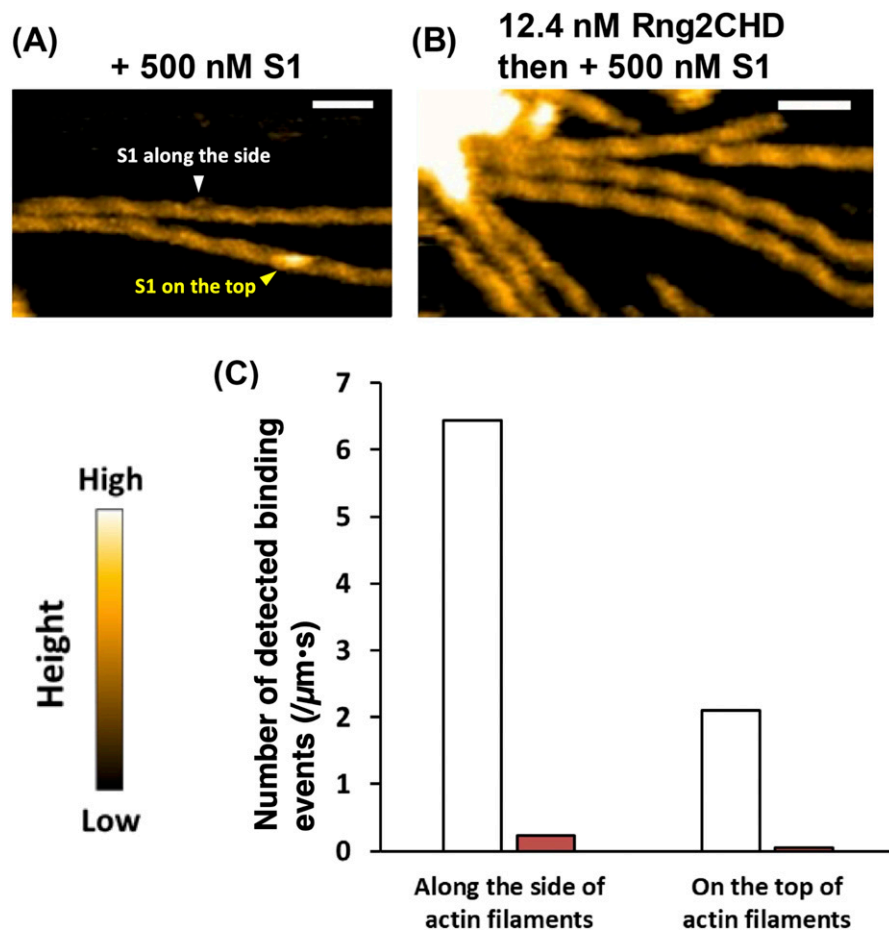 (A)
+ 500 nM S1
(B)
12.4 nM Rng2CHD
then + 500 nM S1
S1 along the side
S1 on the top
High
Height
Low
(C)
Number of detected binding
events (/μm·s)
7
6
5
4
3
2
1
0
Along the side of
actin filaments
On the top of
actin filaments